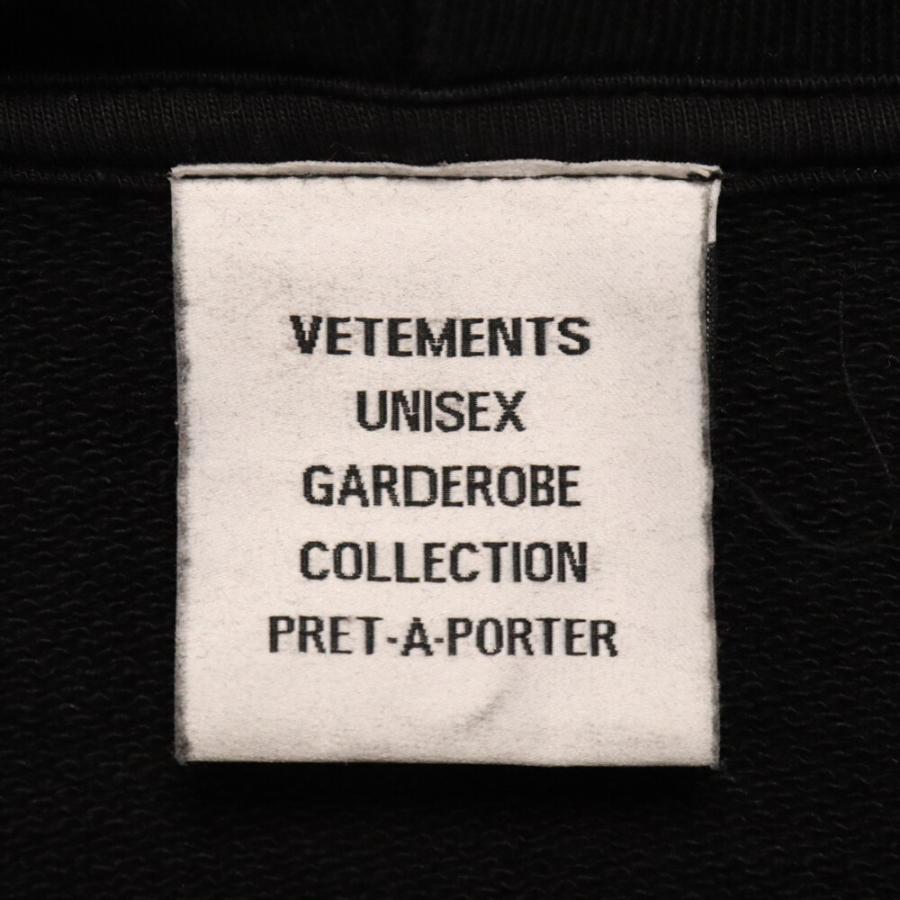 VETEMENTS
UNISEX
GARDEROBE
COLLECTION
PRET-A-PORTER